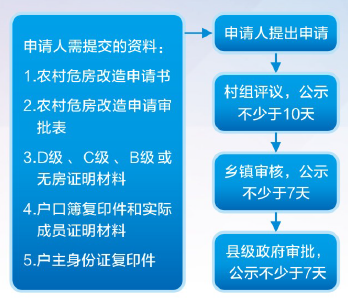 申请人需提交的资料：
1.农村危房改造申请书
2.农村危房改造申请审
批表
3.D级、C级、B级或
无房证明材料
4.户口簿复印件和实际
成员证明材料
5.户主身份证复印件
申请人提出申请
村组评议，公示
不少于10天
乡镇审核，公示
不少于7天
县级政府审批，
公示不少于7天